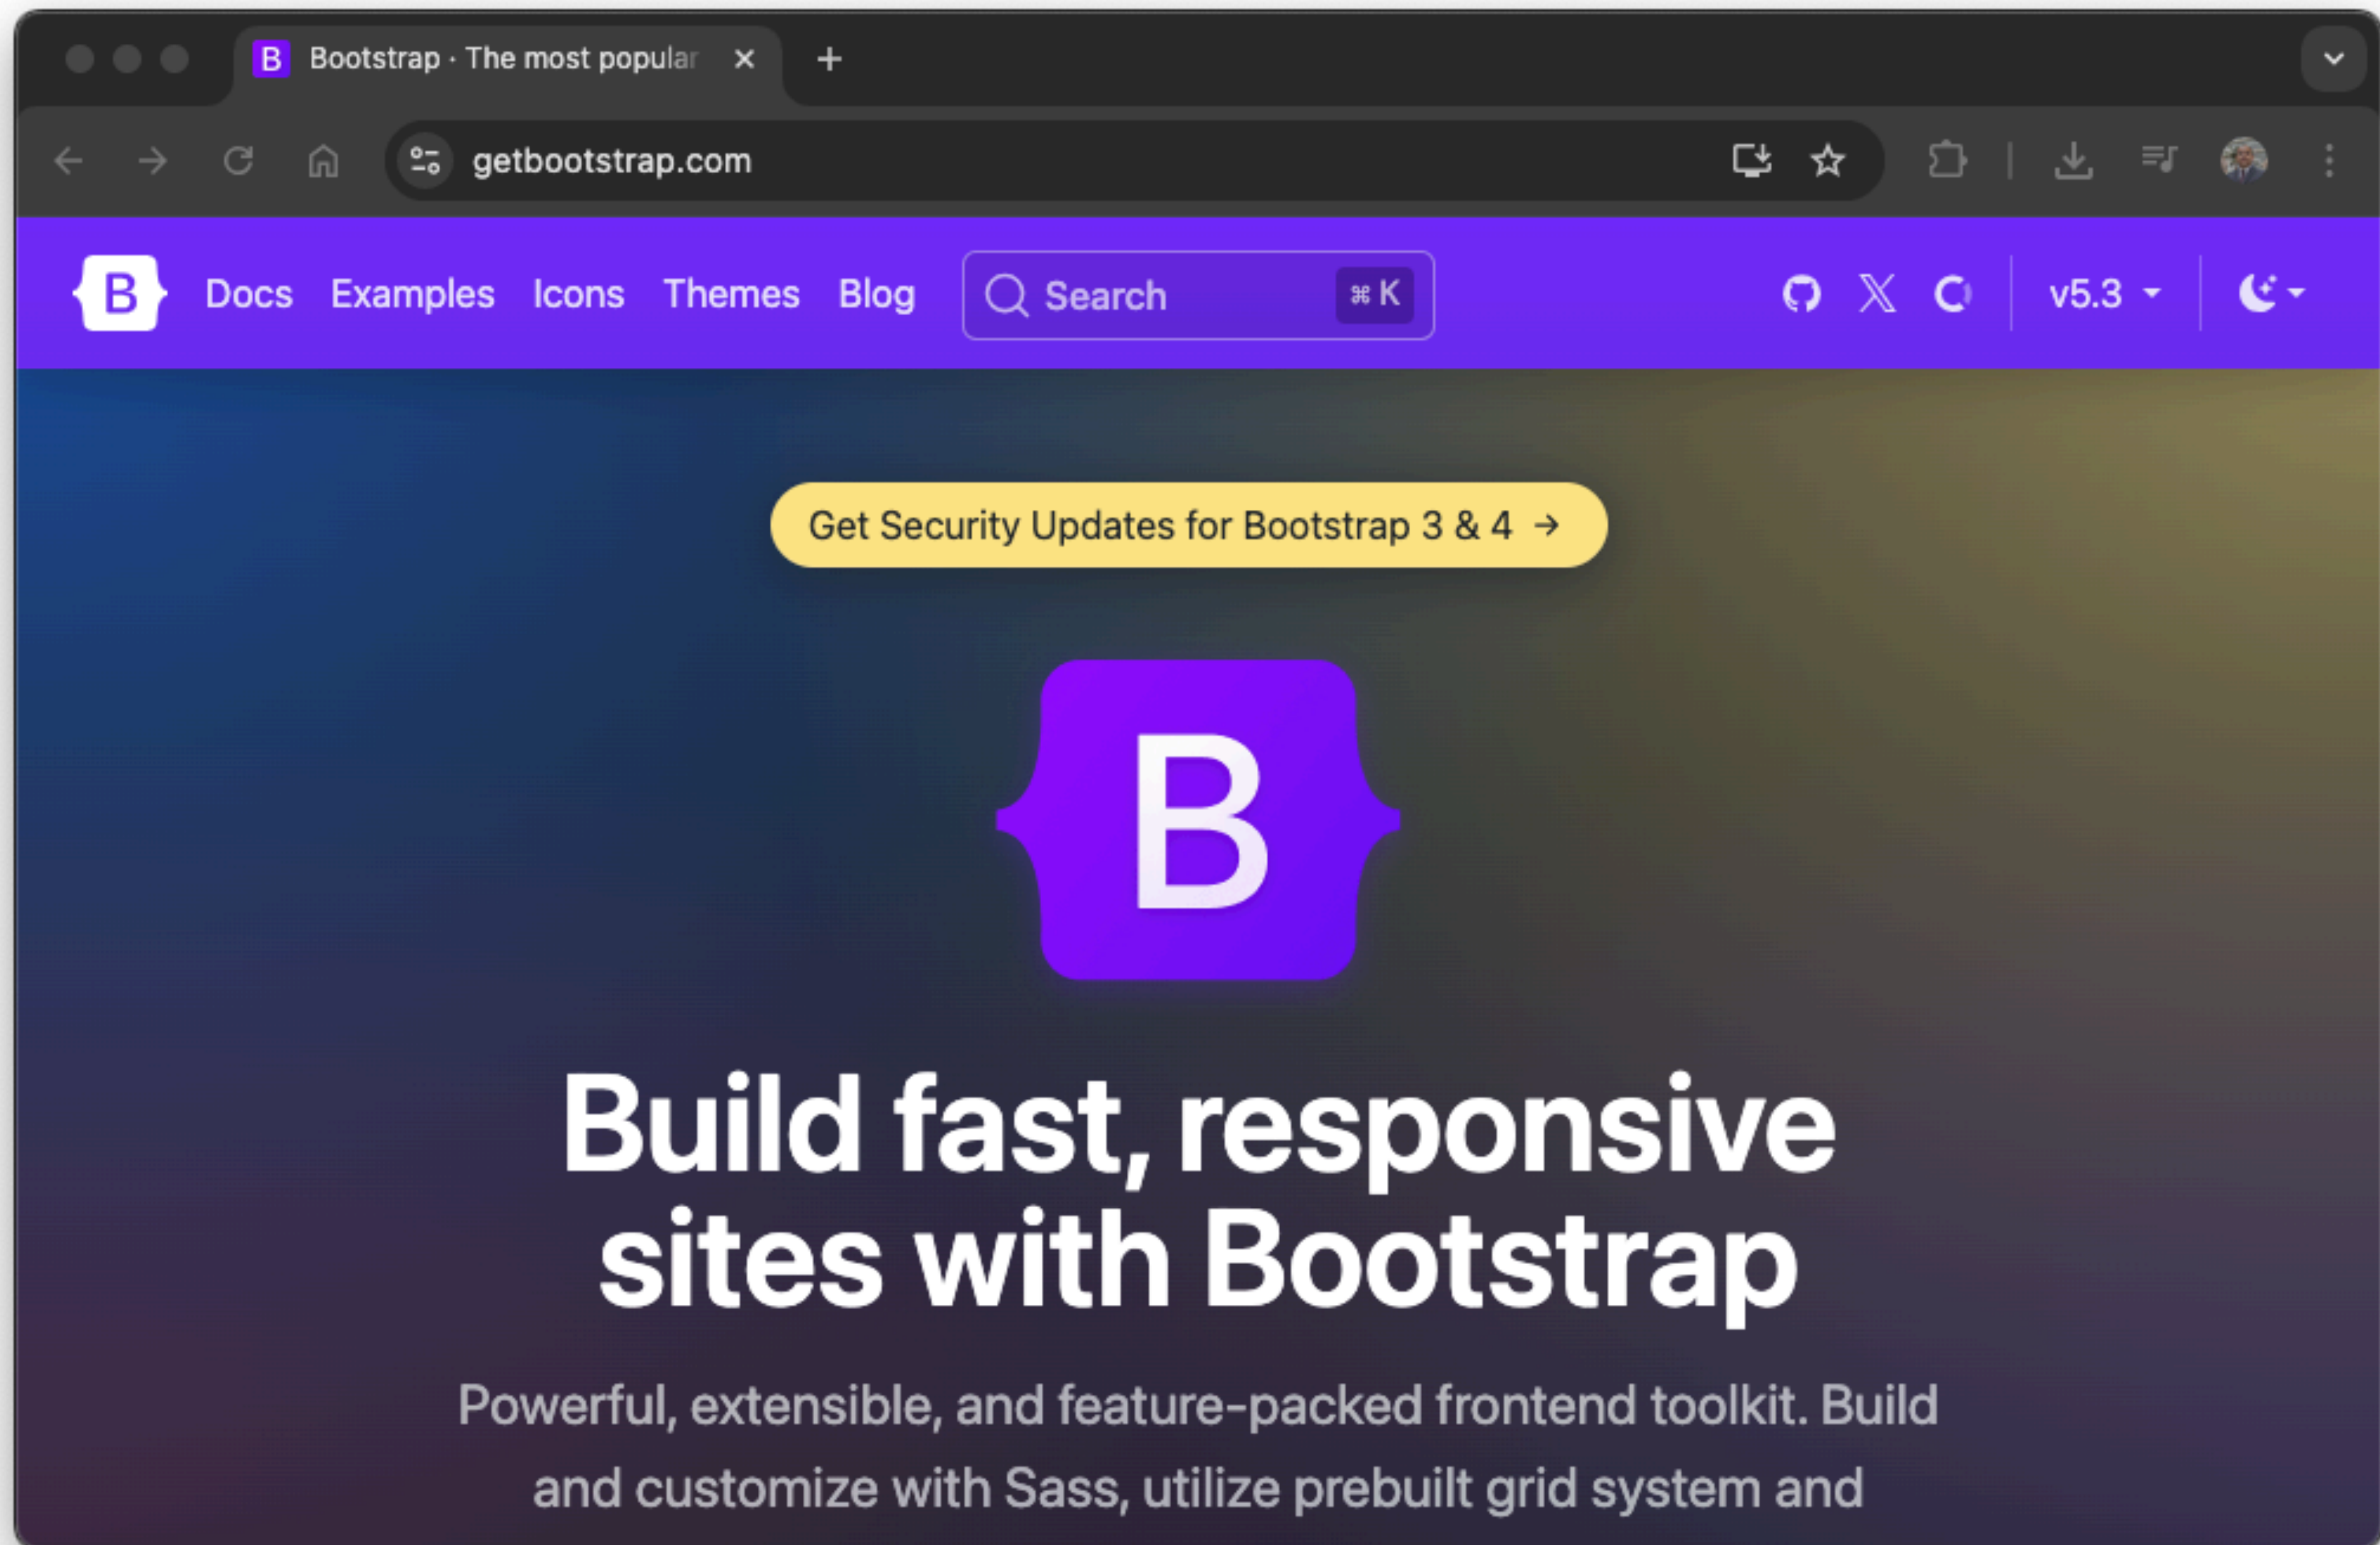 B Bootstrap · The most popular
getbootstrap.com
B Docs Examples Icons Themes Blog Search ⌘ K X v5.3
Get Security Updates for Bootstrap 3 & 4 →
B
Build fast, responsive
sites with Bootstrap
Powerful, extensible, and feature-packed frontend toolkit. Build
and customize with Sass, utilize prebuilt grid system and